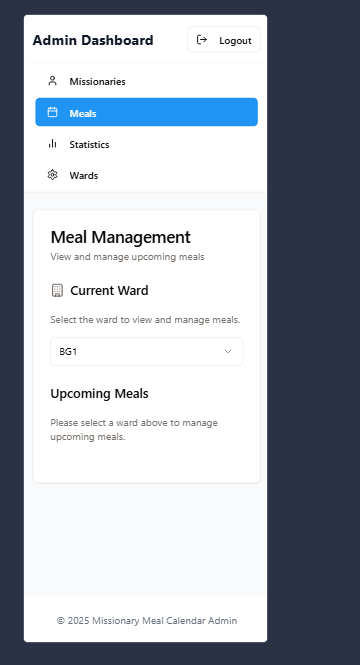 Admin Dashboard
Logout
Missionaries
Meals
Statistics
Wards
Meal Management
View and manage upcoming meals
Current Ward
Select the ward to view and manage meals.
BG1
Upcoming Meals
Please select a ward above to manage
upcoming meals.
© 2025 Missionary Meal Calendar Admin